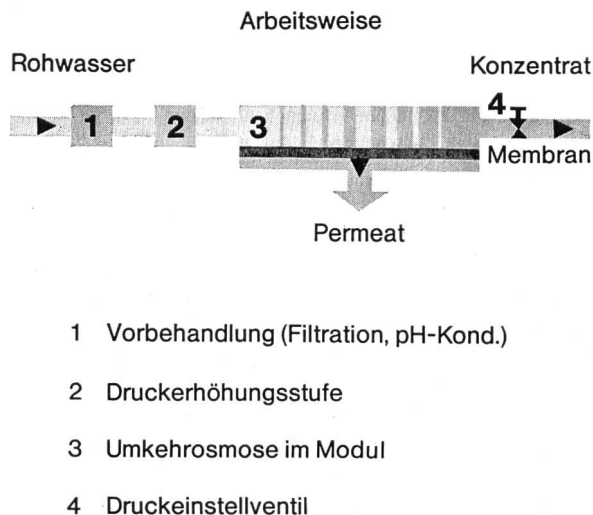 Arbeitsweise
Rohwasser
Konzentrat
1 2 3 4
Membran
Permeat
1 Vorbehandlung (Filtration, pH-Kond.)
2 Druckerhöhungsstufe
3 Umkehrosmose im Modul
4 Druckeinstellventil